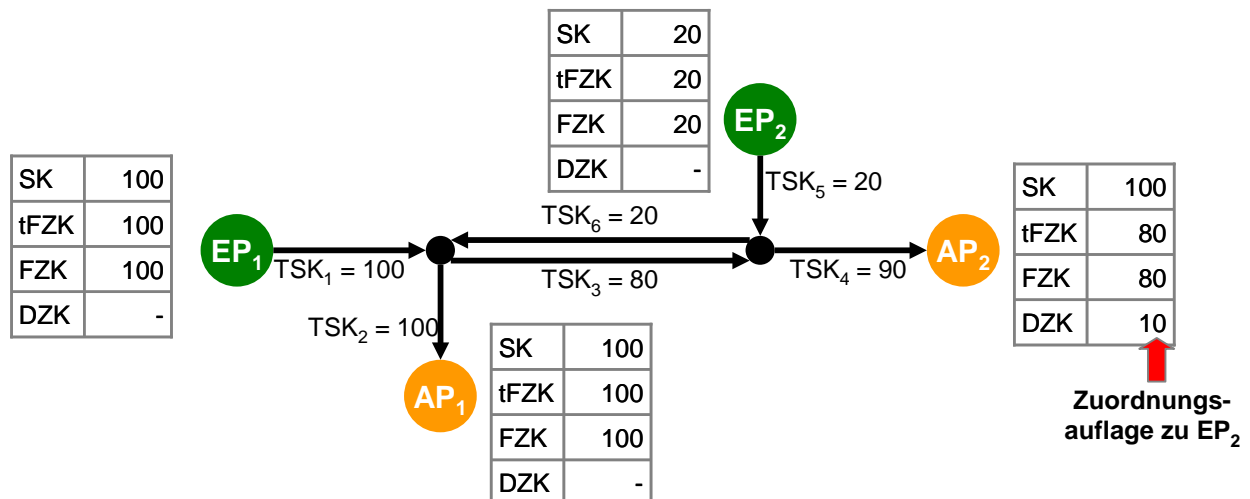 SK 20
tFZK 20
FZK 20
DZK -
EP2
TSK5 = 20
SK 100
tFZK 100
FZK 100
DZK -
EP1
TSK1 = 100
TSK6 = 20
TSK3 = 80
TSK4 = 90
AP2
SK 100
tFZK 80
FZK 80
DZK 10
Zuordnungs-
auflage zu EP2
TSK2 = 100
AP1
SK 100
tFZK 100
FZK 100
DZK -